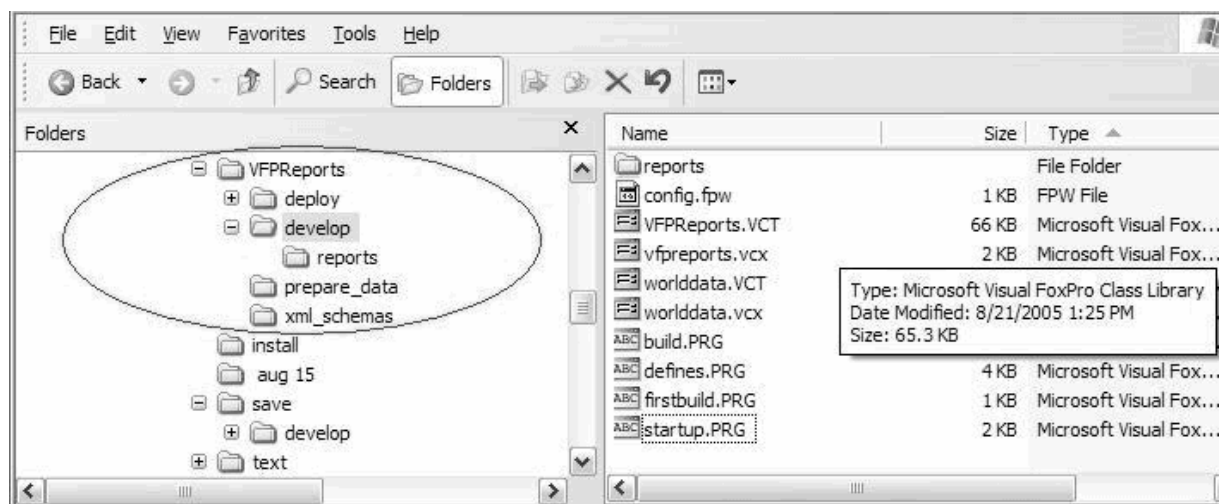 File Edit View Favorites Tools Help
Back Search Folders
Folders
VFPReports
deploy
develop
reports
prepare_data
xml_schemas
install
aug 15
save
develop
text
Name Size Type
reports File Folder
config.fpw 1 KB FPW File
VFPReports.VCT 66 KB Microsoft Visual Fox...
vfpreports.vcx 2 KB Microsoft Visual Fox...
worlddata.VCT
worlddata.vcx
build.PRG
defines.PRG 4 KB Microsoft Visual Fox...
firstbuild.PRG 1 KB Microsoft Visual Fox...
startup.PRG 2 KB Microsoft Visual Fox...
Type: Microsoft Visual FoxPro Class Library
Date Modified: 8/21/2005 1:25 PM
Size: 65.3 KB